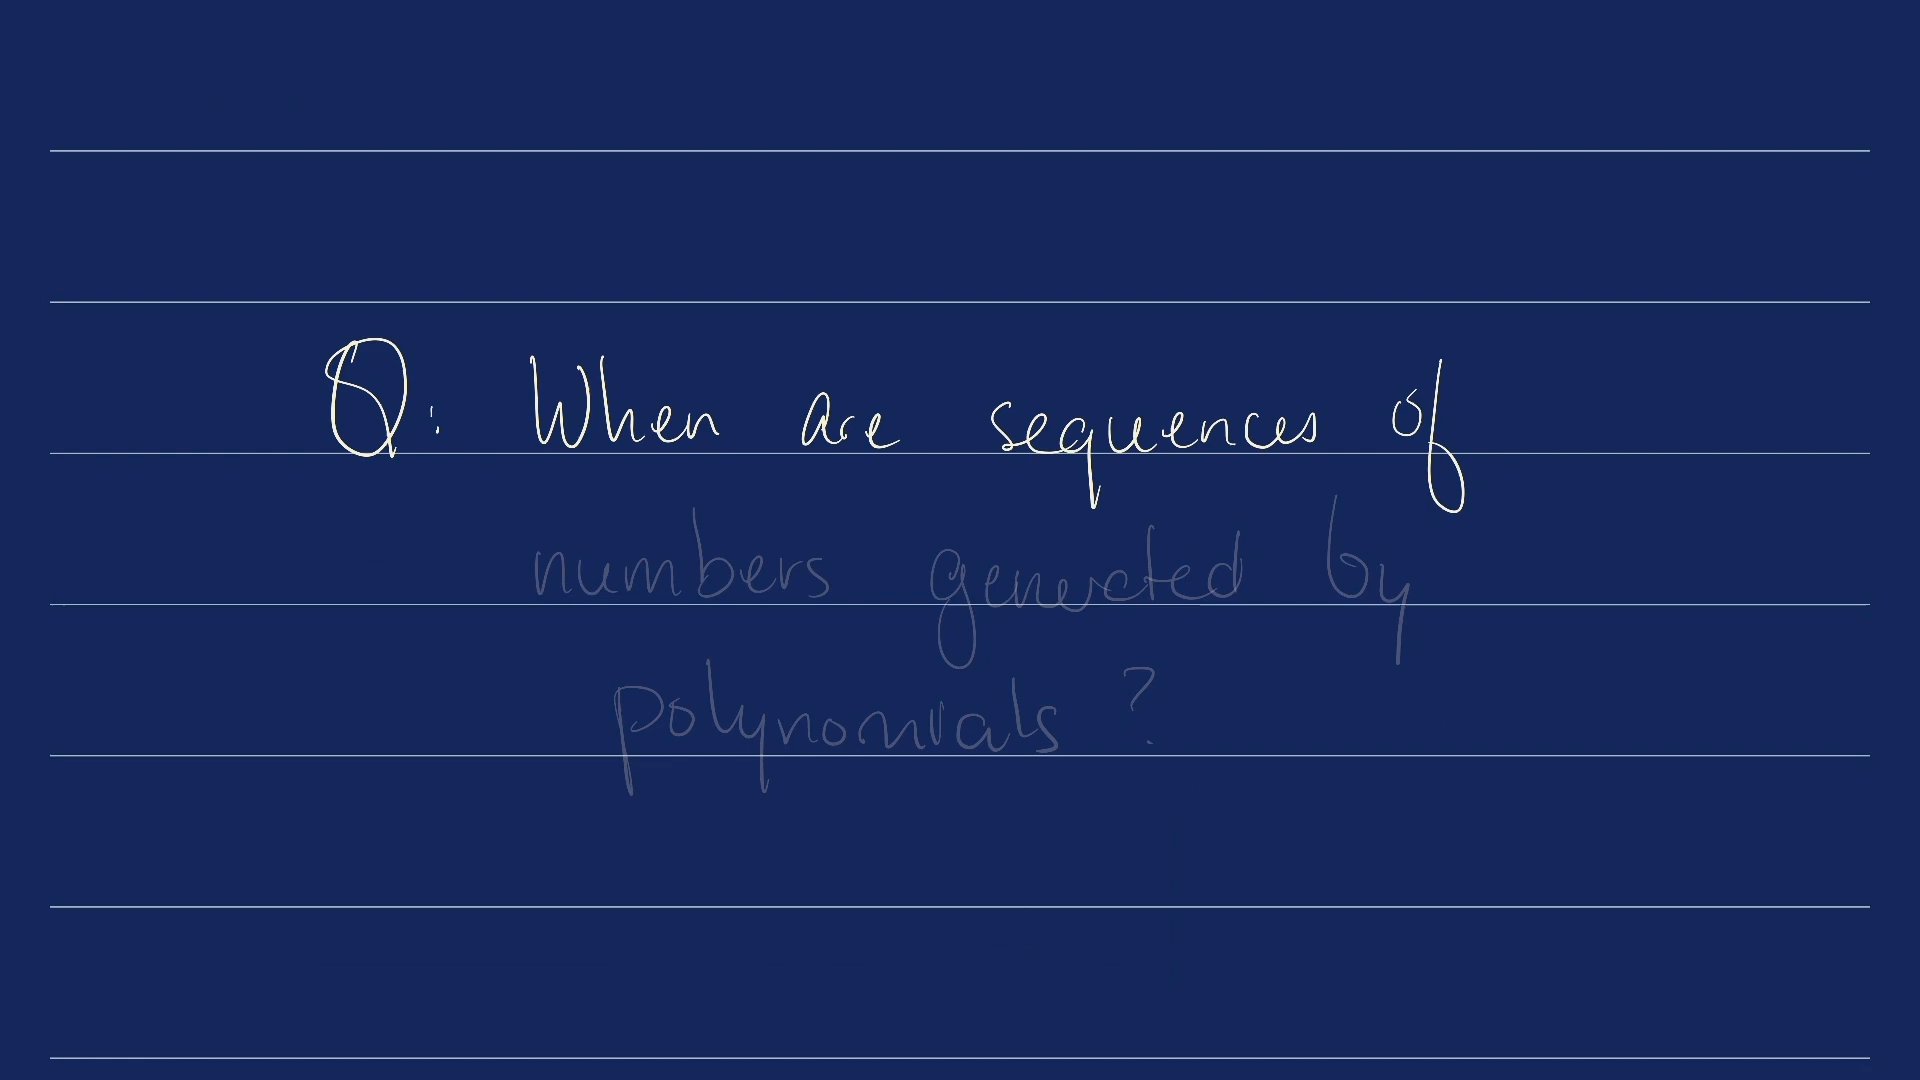 Q: When are sequences of
numbers generated by
polynomials?